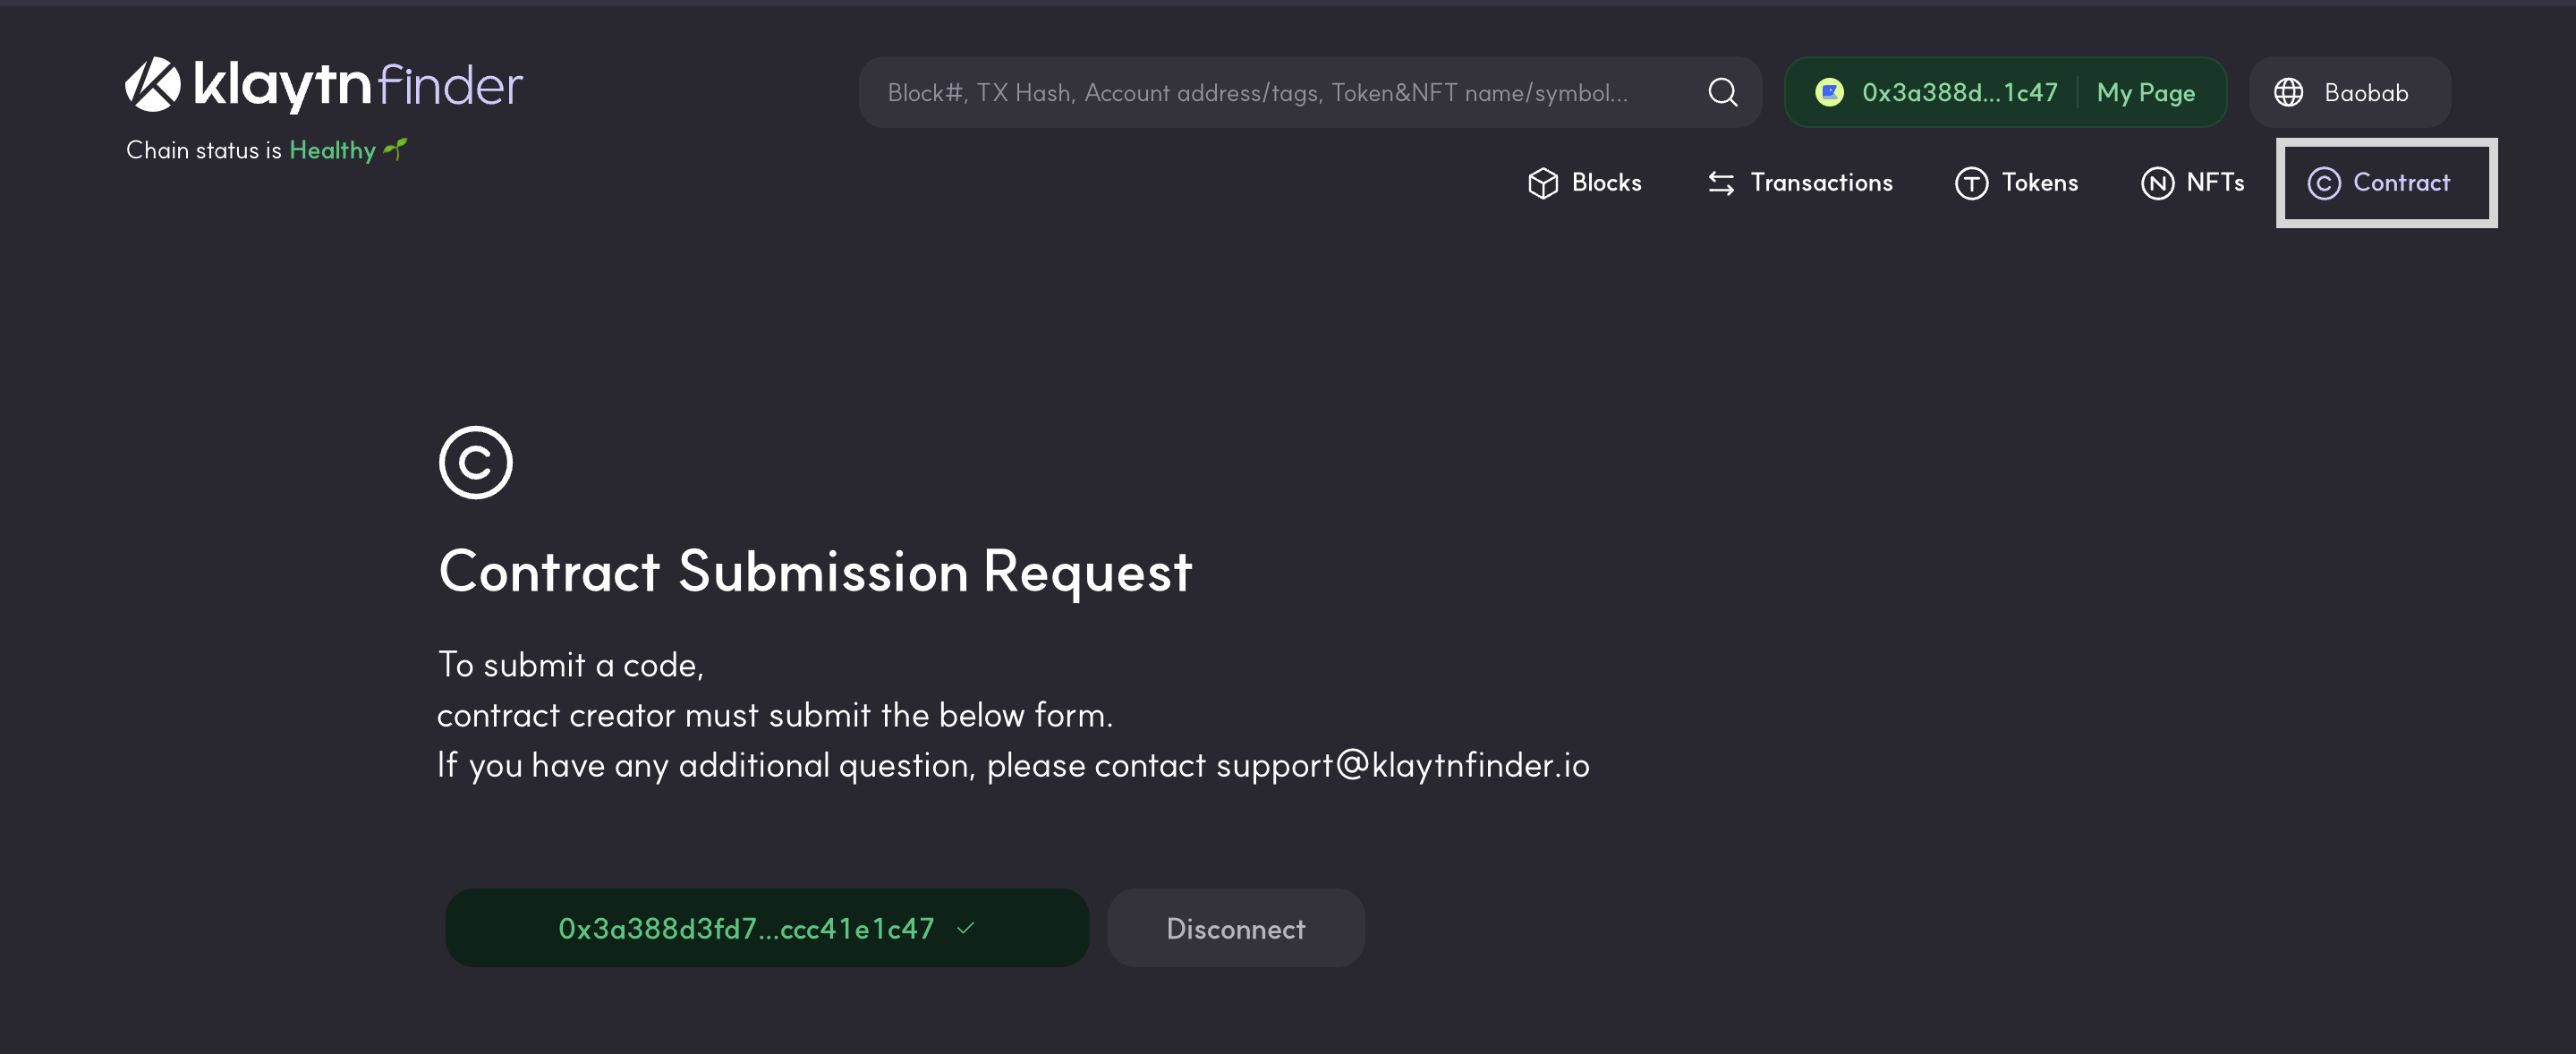 klaytnfinder
Block#, TX Hash, Account address/tags, Token&NFT name/symbol...
0x3a388d...1c47
My Page
Baobab
Chain status is Healthy
Blocks
Transactions
Tokens
NFTs
Contract
Contract Submission Request
To submit a code,
contract creator must submit the below form.
If you have any additional question, please contact support@klaytnfinder.io
0x3a388d3fd7...ccc41e1c47
Disconnect